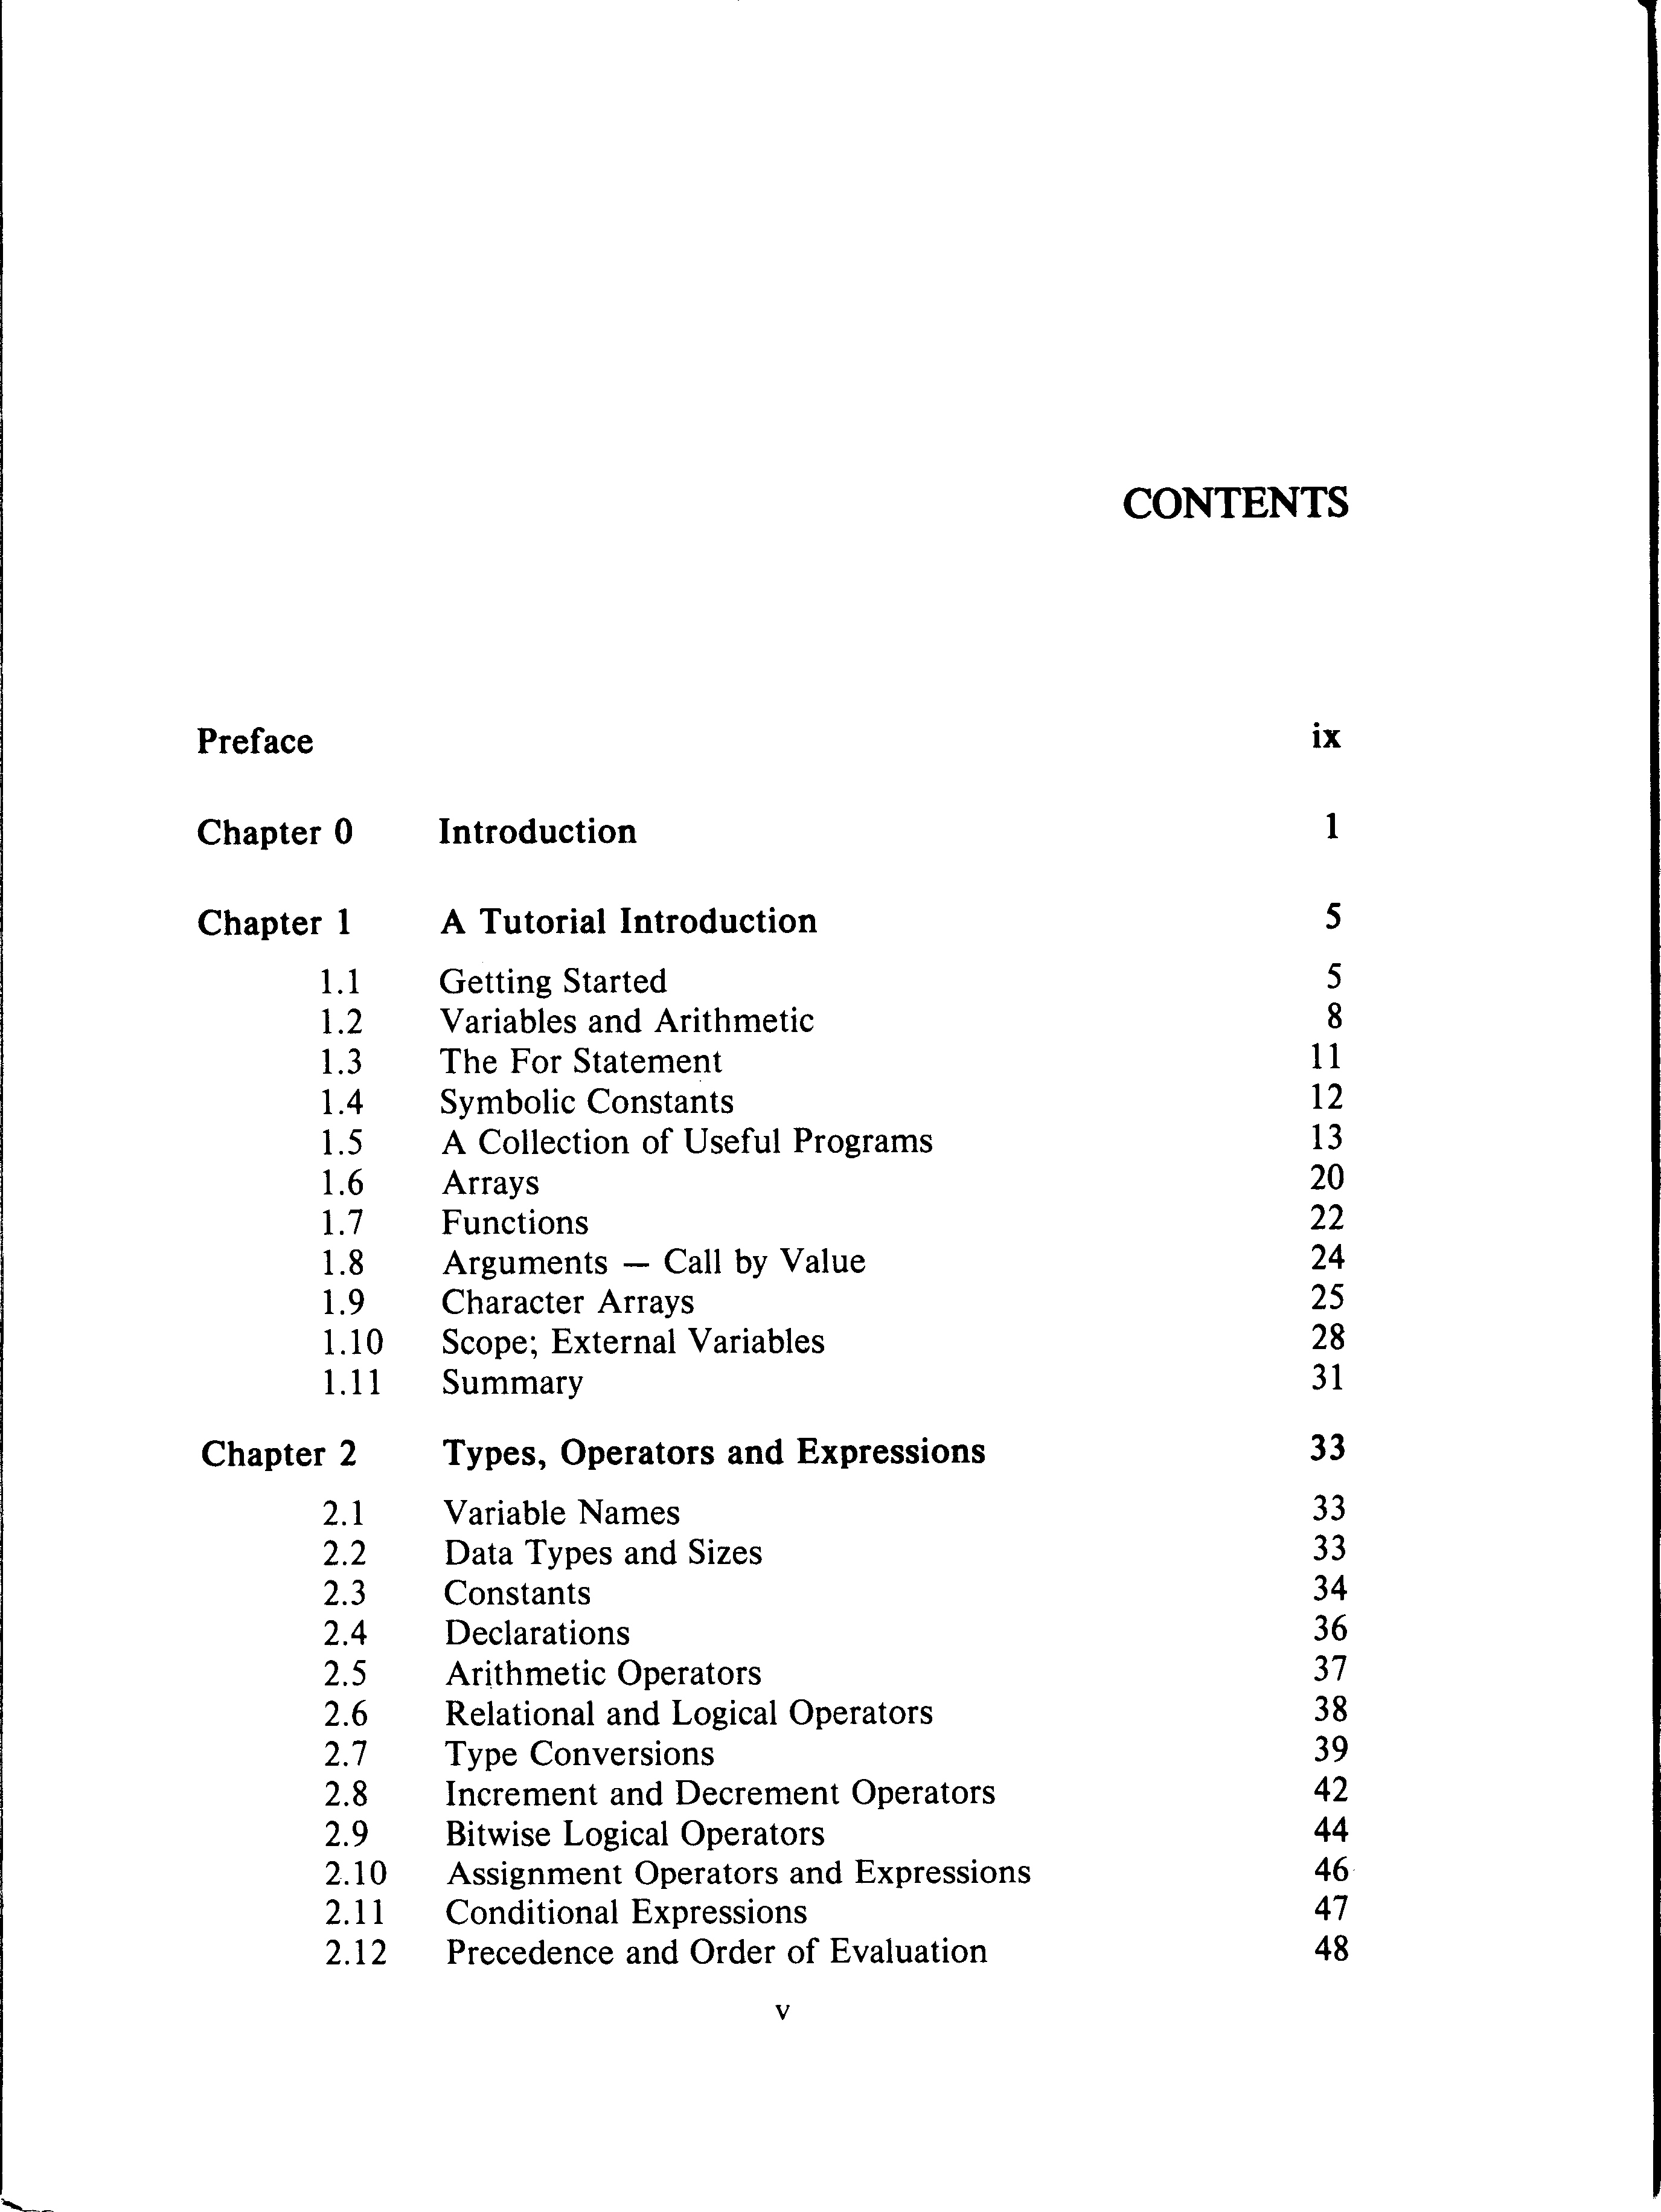 CONTENTS
Preface ix
Chapter 0 Introduction 1
Chapter 1 A Tutorial Introduction 5
1.1 Getting Started 5
1.2 Variables and Arithmetic 8
1.3 The For Statement 11
1.4 Symbolic Constants 12
1.5 A Collection of Useful Programs 13
1.6 Arrays 20
1.7 Functions 22
1.8 Arguments — Call by Value 24
1.9 Character Arrays 25
1.10 Scope; External Variables 28
1.11 Summary 31
Chapter 2 Types, Operators and Expressions 33
2.1 Variable Names 33
2.2 Data Types and Sizes 33
2.3 Constants 34
2.4 Declarations 36
2.5 Arithmetic Operators 37
2.6 Relational and Logical Operators 38
2.7 Type Conversions 39
2.8 Increment and Decrement Operators 42
2.9 Bitwise Logical Operators 44
2.10 Assignment Operators and Expressions 46
2.11 Conditional Expressions 47
2.12 Precedence and Order of Evaluation 48
v